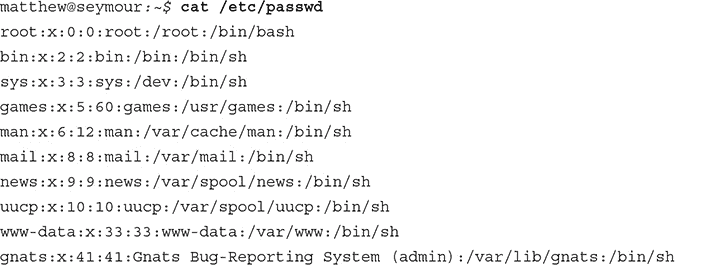 matthew@seymour:~$ cat /etc/passwd
root:x:0:0:root:/root:/bin/bash
bin:x:2:2:bin:/bin:/bin/sh
sys:x:3:3:sys:/dev:/bin/sh
games:x:5:60:games:/usr/games:/bin/sh
man:x:6:12:man:/var/cache/man:/bin/sh
mail:x:8:8:mail:/var/mail:/bin/sh
news:x:9:9:news:/var/spool/news:/bin/sh
uucp:x:10:10:uucp:/var/spool/uucp:/bin/sh
www-data:x:33:33:www-data:/var/www:/bin/sh
gnats:x:41:41:Gnats Bug-Reporting System (admin):/var/lib/gnats:/bin/sh